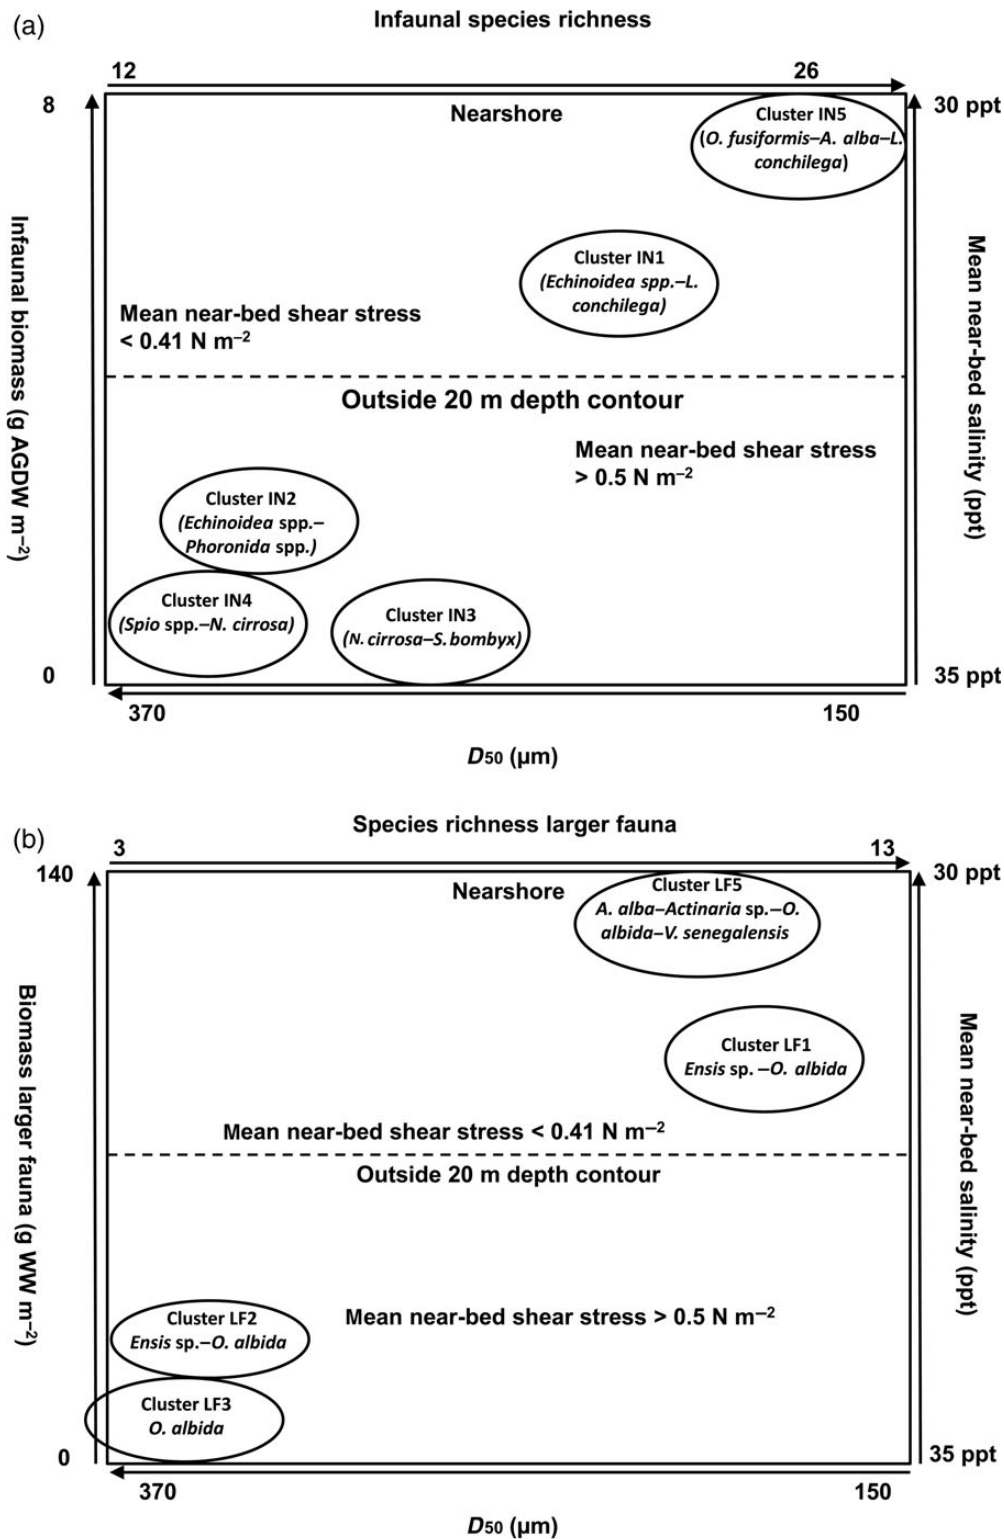 (a)
Infaunal species richness
12
26
8
30 ppt
Nearshore
Cluster IN5
(O. fusiformis–A. alba–L.
conchilega)
Cluster IN1
(Echinoidea spp.–L.
conchilega)
Infaunal biomass (g AGDW m–2)
Mean near-bed salinity (ppt)
Mean near-bed shear stress
< 0.41 N m–2
Outside 20 m depth contour
Mean near-bed shear stress
> 0.5 N m–2
Cluster IN2
(Echinoidea spp.–
Phoronida spp.)
Cluster IN4
(Spio spp.–N. cirrosa)
Cluster IN3
(N. cirrosa–S. bombyx)
0
35 ppt
370
150
D50 (µm)
(b)
Species richness larger fauna
3
13
140
30 ppt
Nearshore
Cluster LF5
A. alba–Actinaria sp.–O.
albida–V. senegalensis
Cluster LF1
Ensis sp. –O. albida
Biomass larger fauna (g WW m–2)
Mean near-bed salinity (ppt)
Mean near-bed shear stress < 0.41 N m–2
Outside 20 m depth contour
Mean near-bed shear stress > 0.5 N m–2
Cluster LF2
Ensis sp.–O. albida
Cluster LF3
O. albida
0
35 ppt
370
150
D50 (µm)